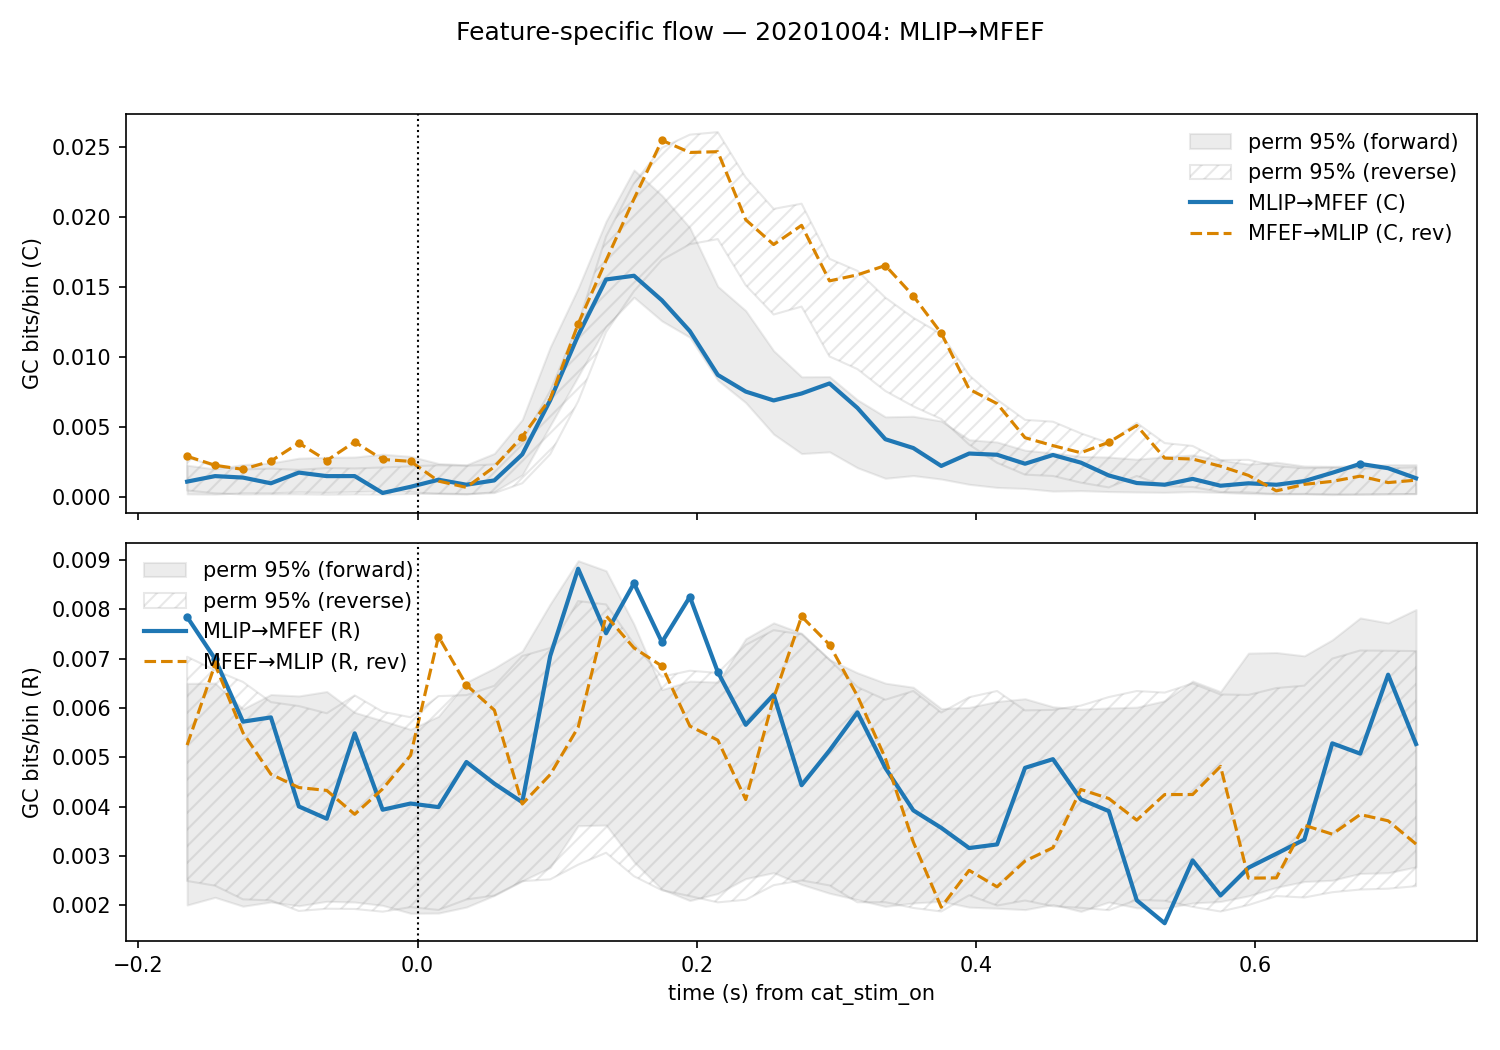 Feature-specific flow — 20201004: MLIP→MFEF
GC bits/bin (C)
0.025
0.020
0.015
0.010
0.005
0.000
perm 95% (forward)
perm 95% (reverse)
MLIP→MFEF (C)
MFEF→MLIP (C, rev)
GC bits/bin (R)
0.009
0.008
0.007
0.006
0.005
0.004
0.003
0.002
perm 95% (forward)
perm 95% (reverse)
MLIP→MFEF (R)
MFEF→MLIP (R, rev)
−0.2 0.0 0.2 0.4 0.6
time (s) from cat_stim_on